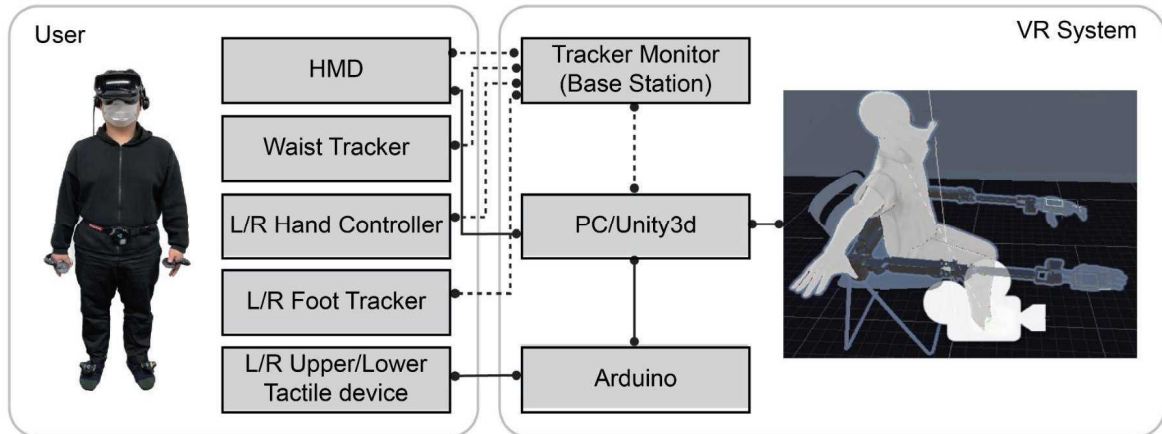 User
VR System
HMD
Waist Tracker
L/R Hand Controller
L/R Foot Tracker
L/R Upper/Lower
Tactile device
Tracker Monitor
(Base Station)
PC/Unity3d
Arduino